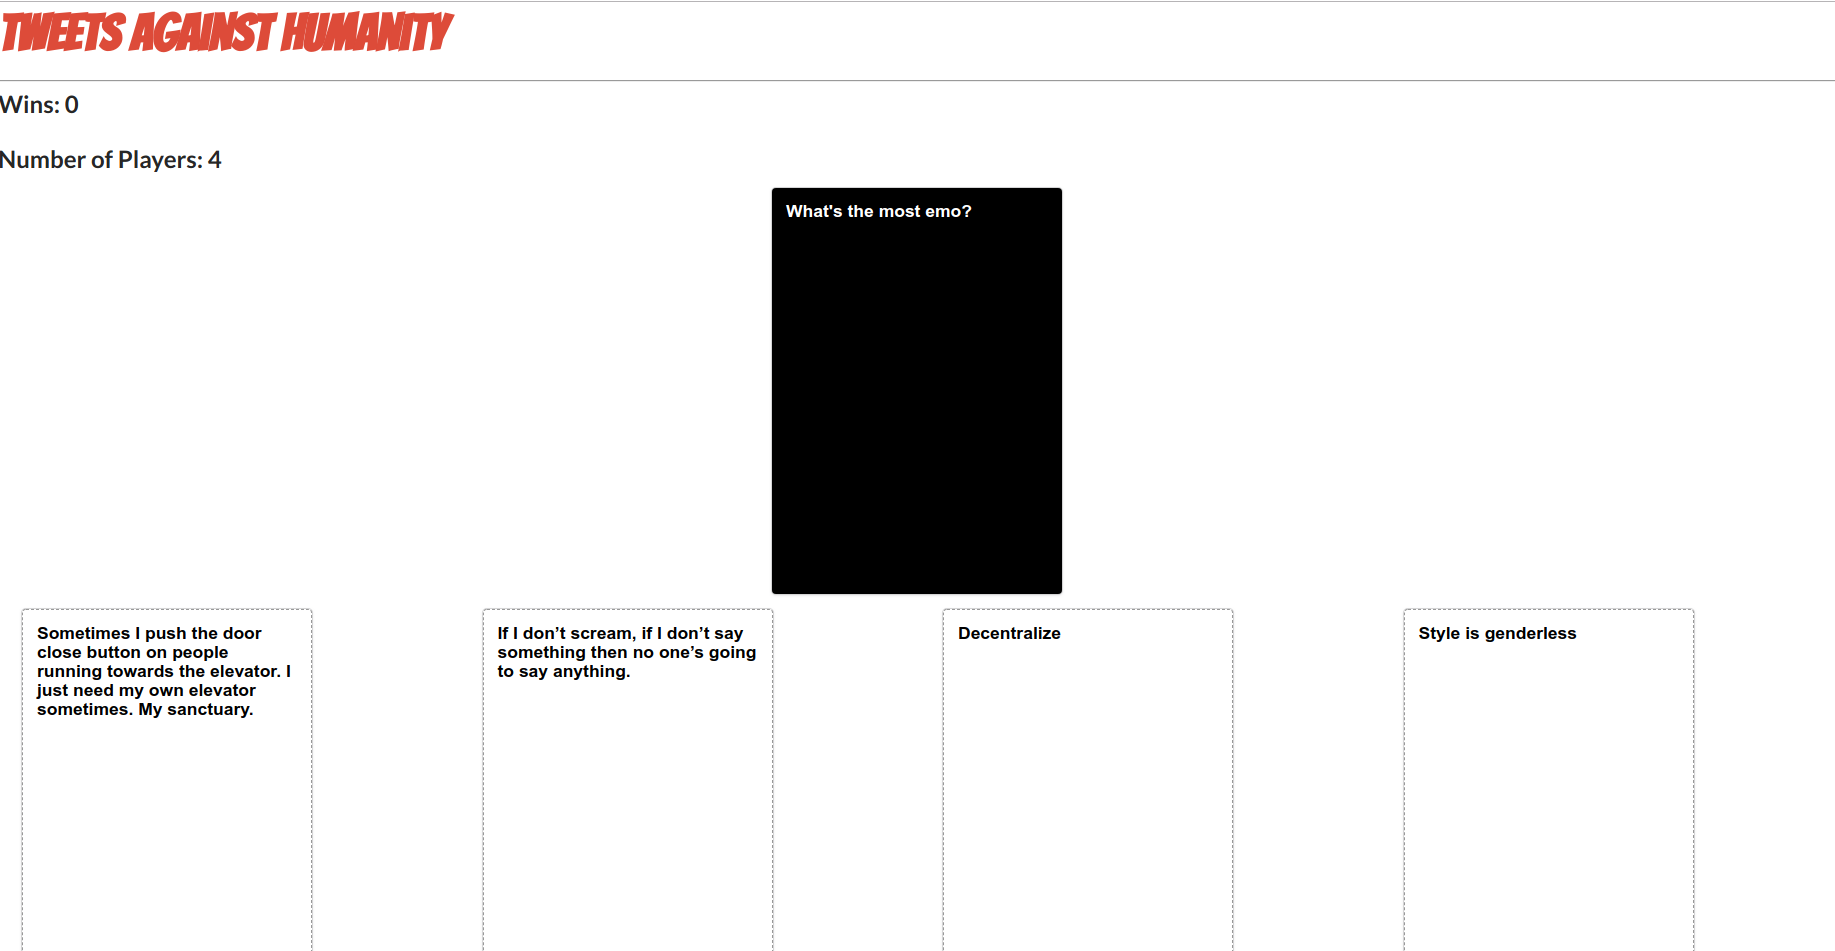 TWEETS AGAINST HUMANITY
Wins: 0
Number of Players: 4
What's the most emo?
Sometimes I push the door
close button on people
running towards the elevator. I
just need my own elevator
sometimes. My sanctuary.
If I don’t scream, if I don’t say
something then no one’s going
to say anything.
Decentralize
Style is genderless